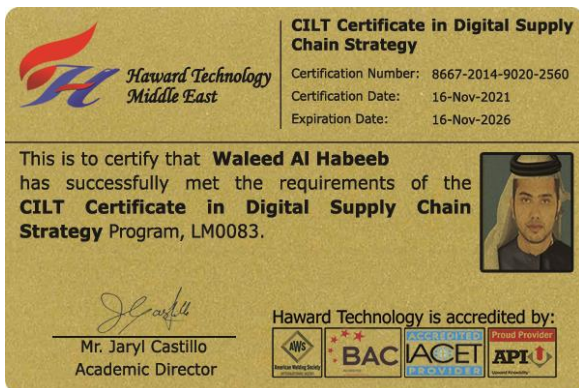 Haward Technology
Middle East
CILT Certificate in Digital Supply
Chain Strategy
Certification Number: 8667-2014-9020-2560
Certification Date: 16-Nov-2021
Expiration Date: 16-Nov-2026
This is to certify that Waleed Al Habeeb
has successfully met the requirements of the
CILT Certificate in Digital Supply Chain
Strategy Program, LM0083.
Mr. Jaryl Castillo
Academic Director
Haward Technology is accredited by:
AWS
American Welding Society
BAC
ACCREDITED
IACET
PROVIDER
Proud Provider
API